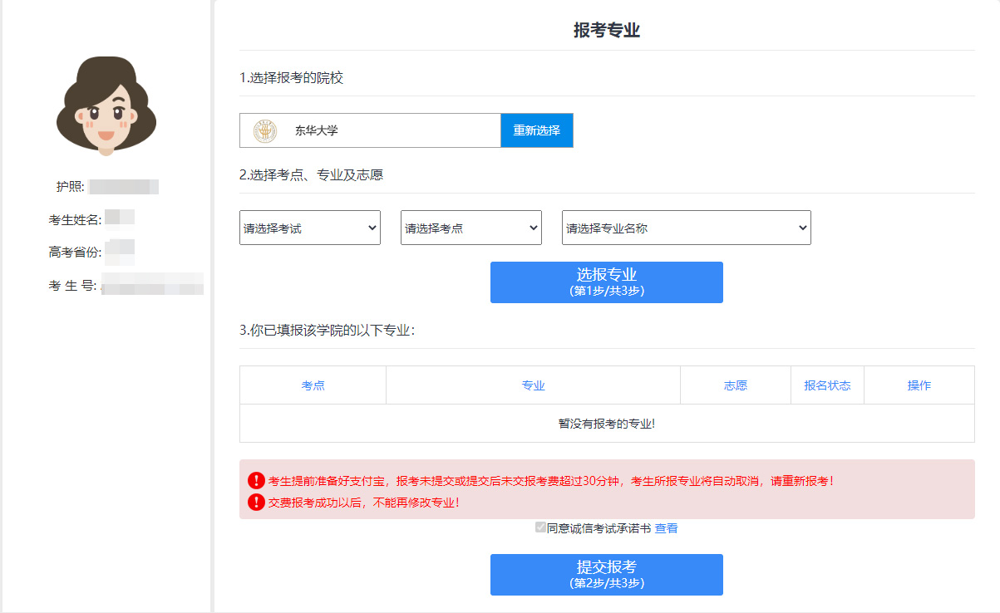 护照:
考生姓名:
高考省份:
考 生 号:
报考专业
1.选择报考的院校
东华大学 重新选择
2.选择考点、专业及志愿
请选择考试 请选择考点 请选择专业名称
选报专业
(第1步/共3步)
3.你已填报该学院的以下专业:
考点 专业 志愿 报名状态 操作
暂没有报考的专业!
考生提前准备好支付宝，报考未提交或提交后未交报考费超过30分钟，考生所报专业将自动取消，请重新报考!
交费报考成功以后，不能再修改专业!
同意诚信考试承诺书 查看
提交报考
(第2步/共3步)